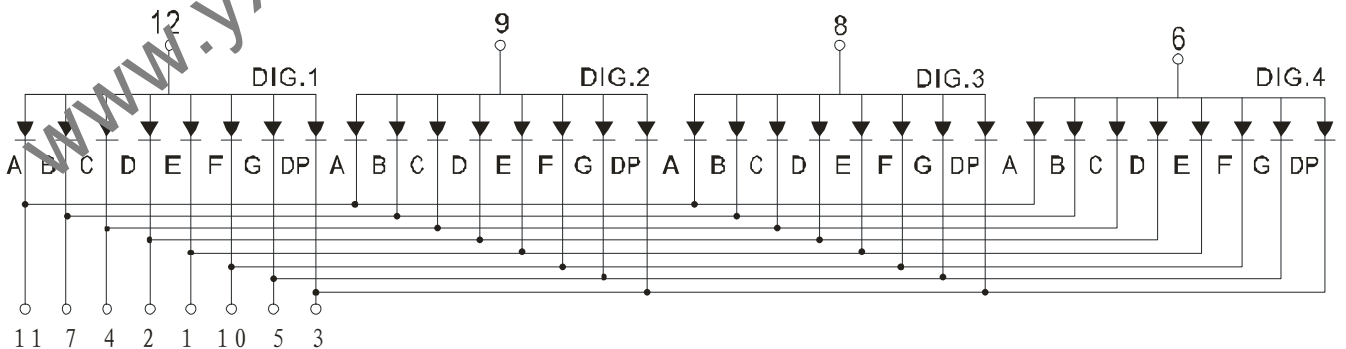 12 9 8 6
DIG.1 DIG.2 DIG.3 DIG.4
A B C D E F G DP A B C D E F G DP A B C D E F G DP A B C D E F G DP
11 7 4 2 1 10 5 3